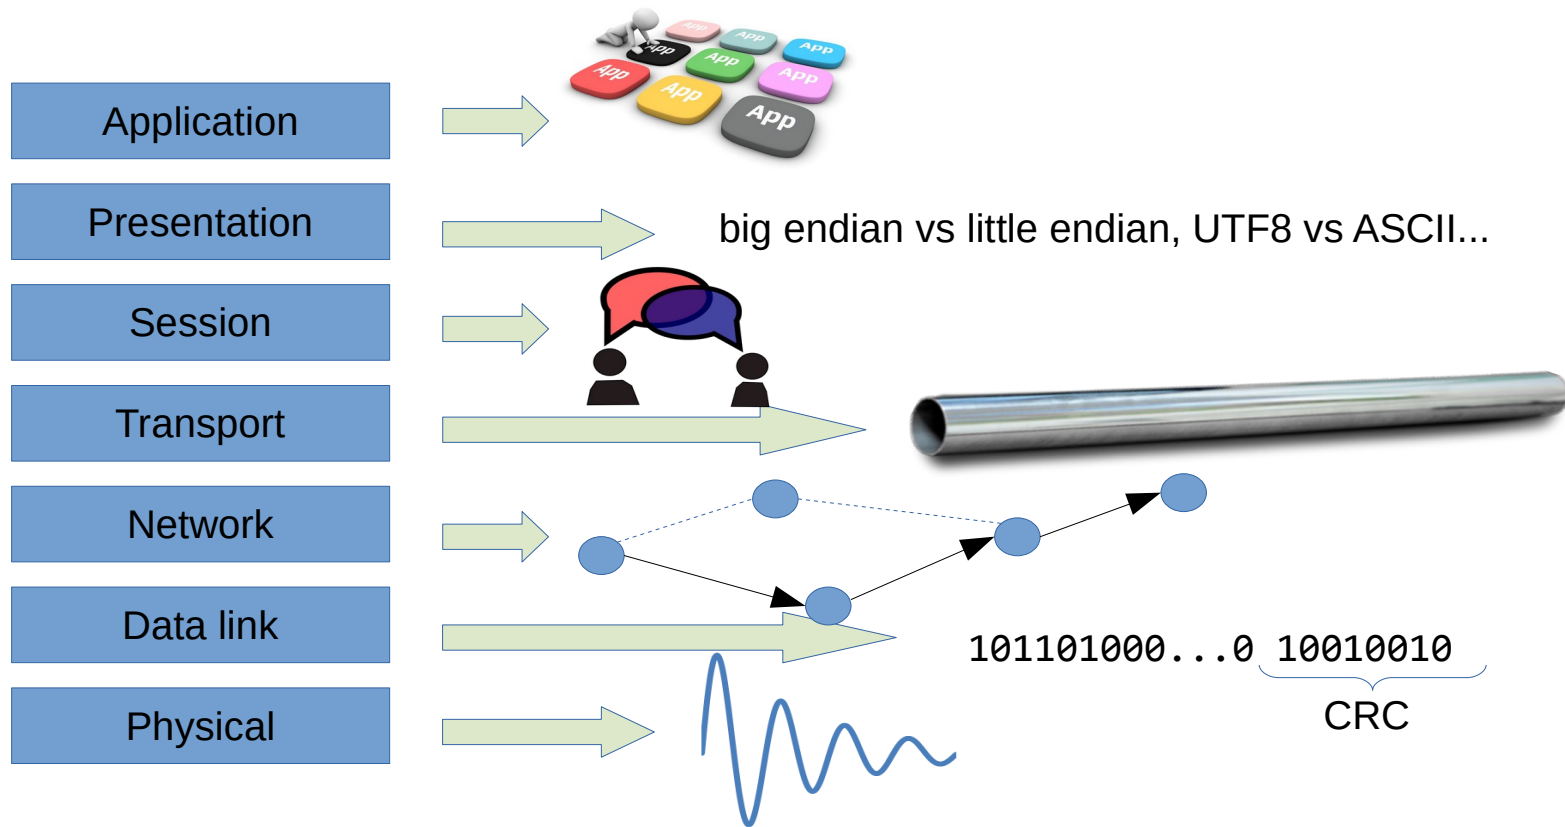 App
App
App
App
App
App
App
App
App
Application
Presentation
big endian vs little endian, UTF8 vs ASCII...
Session
Transport
Network
Data link
101101000...0 10010010
CRC
Physical